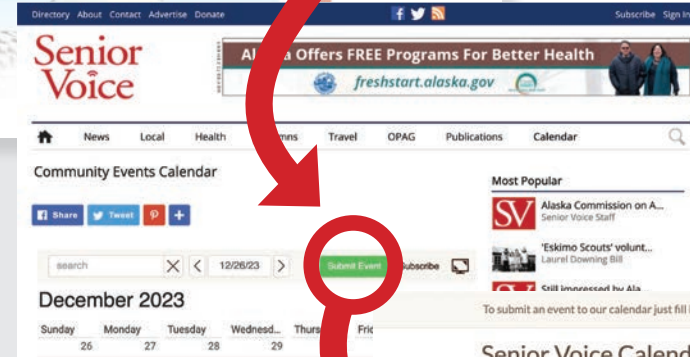 Directory About Contact Advertise Donate
Subscribe Sign In
Senior
Voice
Offers FREE Programs For Better Health
freshstart.alaska.gov
News Local Health mns Travel OPAG Publications Calendar
Community Events Calendar
Most Popular
Share Tweet
SV
Alaska Commission on A...
Senior Voice Staff
'Eskimo Scouts' volunt...
Laurel Downing Bill
search 12/26/23 Submit Event Subscribe
SV
Still impressed by Ala...
December 2023
To submit an event to our calendar just fill i
Sunday Monday Tuesday Wednesd... Thurs Fri
26 27 28 29
Senior Voice Calend